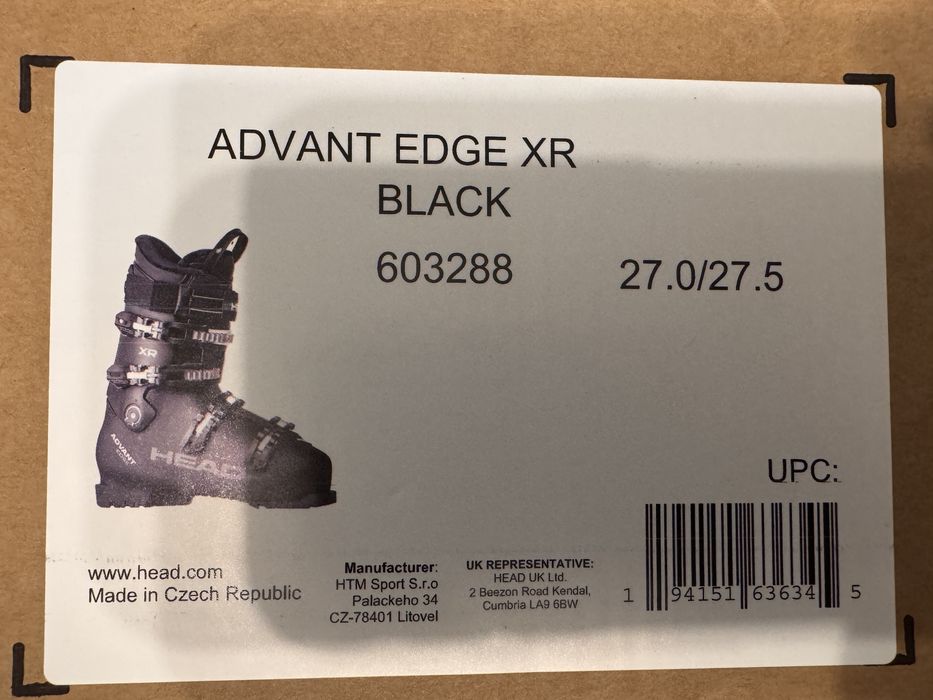 ADVANT EDGE XR
BLACK
603288 27.0/27.5
XR
ADVANT
EDGE
HEAD
UPC:
www.head.com
Made in Czech Republic
Manufacturer:
HTM Sport S.r.o
Palackeho 34
CZ-78401 Litovel
UK REPRESENTATIVE:
HEAD UK Ltd.
2 Beezon Road Kendal,
Cumbria LA9 6BW
1 94151 63634 5